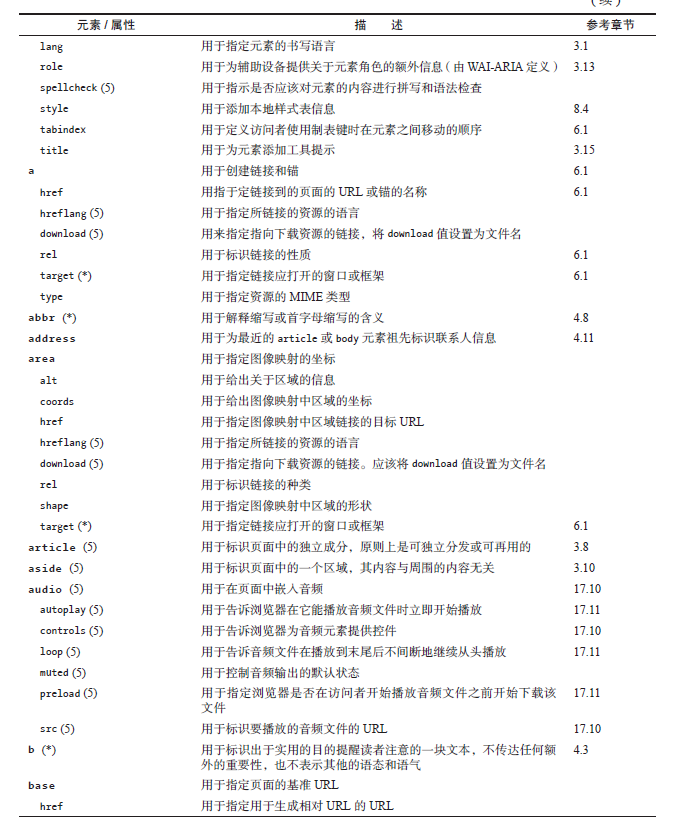 （续）
元素 / 属性 描 述 参考章节
lang 用于指定元素的书写语言 3.1
role 用于为辅助设备提供关于元素角色的额外信息（由 WAI-ARIA 定义） 3.13
spellcheck (5) 用于指示是否应该对元素的内容进行拼写和语法检查
style 用于添加本地样式表信息 8.4
tabindex 用于定义访问者使用制表键时在元素之间移动的顺序 6.1
title 用于为元素添加工具提示 3.15
a 用于创建链接和锚 6.1
href 用指于定链接到的页面的 URL 或锚的名称 6.1
hreflang (5) 用于指定所链接的资源的语言
download (5) 用来指定指向下载资源的链接，将 download 值设置为文件名
rel 用于标识链接的性质 6.1
target (*) 用于指定链接应打开的窗口或框架 6.1
type 用于指定资源的 MIME 类型
abbr (*) 用于解释缩写或首字母缩写的含义 4.8
address 用于为最近的 article 或 body 元素祖先标识联系人信息 4.11
area 用于指定图像映射的坐标
alt 用于给出关于区域的信息
coords 用于给出图像映射中区域的坐标
href 用于指定图像映射中区域链接的目标 URL
hreflang (5) 用于指定所链接的资源的语言
download (5) 用于指定指向下载资源的链接。应该将 download 值设置为文件名
rel 用于标识链接的种类
shape 用于指定图像映射中区域的形状
target (*) 用于指定链接应打开的窗口或框架 6.1
article (5) 用于标识页面中的独立成分，原则上是可独立分发或可再用的 3.8
aside (5) 用于标识页面中的一个区域，其内容与周围的内容无关 3.10
audio (5) 用于在页面中嵌入音频 17.10
autoplay (5) 用于告诉浏览器在它能播放音频文件时立即开始播放 17.11
controls (5) 用于告诉浏览器为音频元素提供控件 17.10
loop (5) 用于告诉音频文件在播放到末尾后不间断地继续从头播放 17.11
muted (5) 用于控制音频输出的默认状态
preload (5) 用于指定浏览器是否在访问者开始播放音频文件之前开始下载该 17.11
文件
src (5) 用于标识要播放的音频文件的 URL 17.10
b (*) 用于标识出于实用的目的提醒读者注意的一块文本，不传达任何额 4.3
外的重要性，也不表示其他的语态和语气
base 用于指定页面的基准 URL
href 用于指定用于生成相对 URL 的 URL